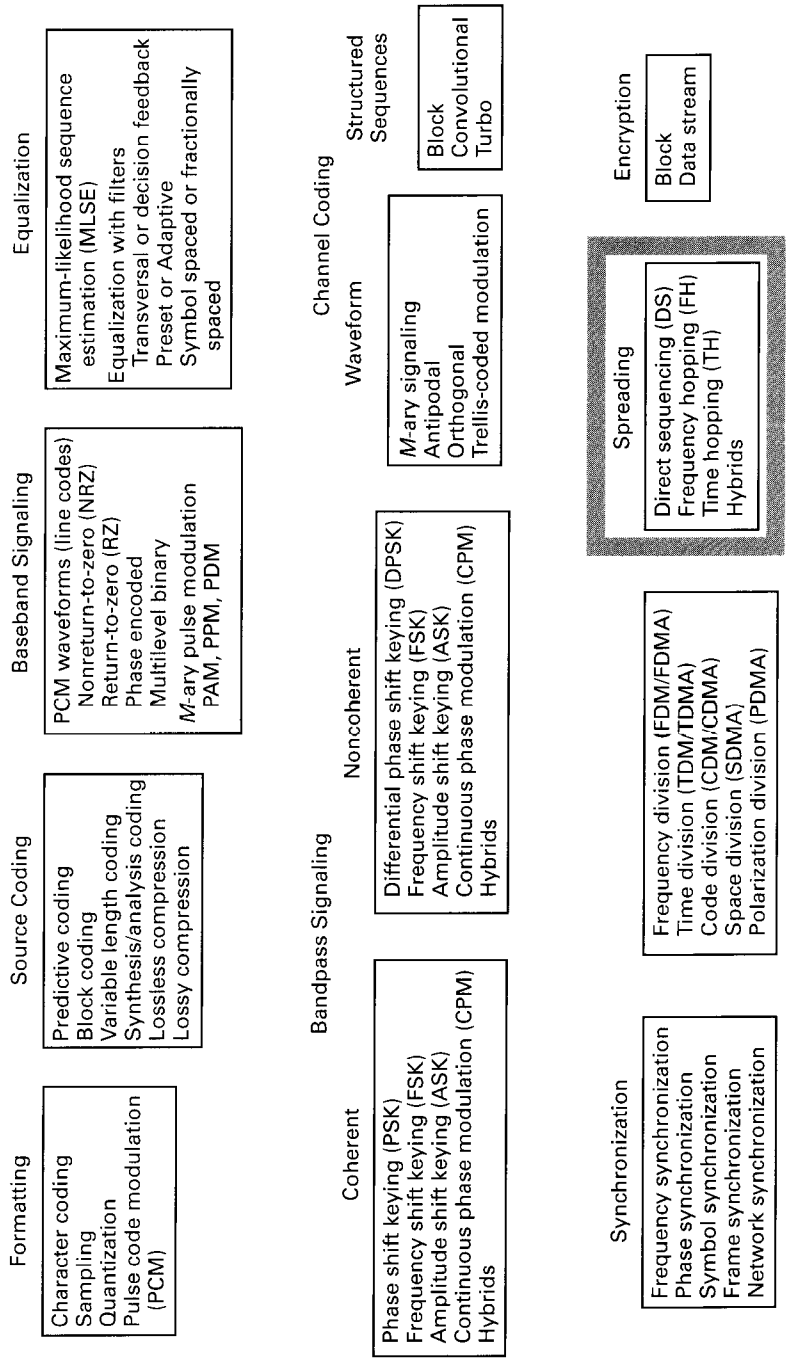 Formatting
Character coding
Sampling
Quantization
Pulse code modulation
(PCM)
Source Coding
Predictive coding
Block coding
Variable length coding
Synthesis/analysis coding
Lossless compression
Lossy compression
Baseband Signaling
PCM waveforms (line codes)
Nonreturn-to-zero (NRZ)
Return-to-zero (RZ)
Phase encoded
Multilevel binary
M-ary pulse modulation
PAM, PPM, PDM
Equalization
Maximum-likelihood sequence
estimation (MLSE)
Equalization with filters
Transversal or decision feedback
Preset or Adaptive
Symbol spaced or fractionally
spaced
Bandpass Signaling
Coherent
Phase shift keying (PSK)
Frequency shift keying (FSK)
Amplitude shift keying (ASK)
Continuous phase modulation (CPM)
Hybrids
Noncoherent
Differential phase shift keying (DPSK)
Frequency shift keying (FSK)
Amplitude shift keying (ASK)
Continuous phase modulation (CPM)
Hybrids
Channel Coding
Waveform
M-ary signaling
Antipodal
Orthogonal
Trellis-coded modulation
Structured
Sequences
Block
Convolutional
Turbo
Synchronization
Frequency synchronization
Phase synchronization
Symbol synchronization
Frame synchronization
Network synchronization
Frequency division (FDM/FDMA)
Time division (TDM/TDMA)
Code division (CDM/CDMA)
Space division (SDMA)
Polarization division (PDMA)
Spreading
Direct sequencing (DS)
Frequency hopping (FH)
Time hopping (TH)
Hybrids
Encryption
Block
Data stream